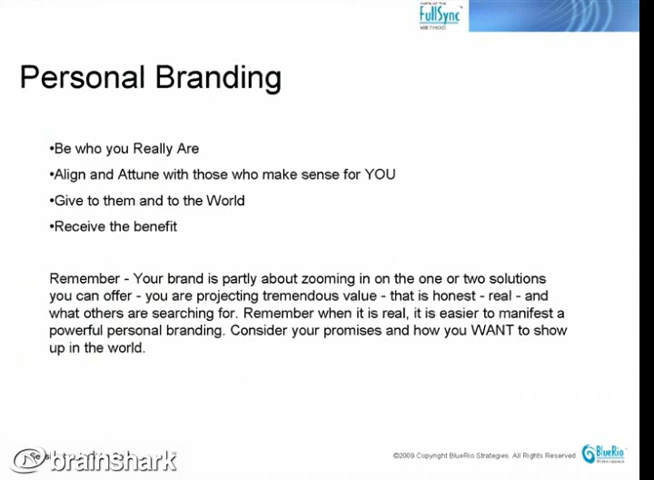 FullSync
METHOD
Personal Branding
•Be who you Really Are
•Align and Attune with those who make sense for YOU
•Give to them and to the World
•Receive the benefit
Remember - Your brand is partly about zooming in on the one or two solutions
you can offer - you are projecting tremendous value - that is honest - real - and
what others are searching for. Remember when it is real, it is easier to manifest a
powerful personal branding. Consider your promises and how you WANT to show
up in the world.
brainshark
©2009 Copyright BlueRio Strategies. All Rights Reserved
BlueRio